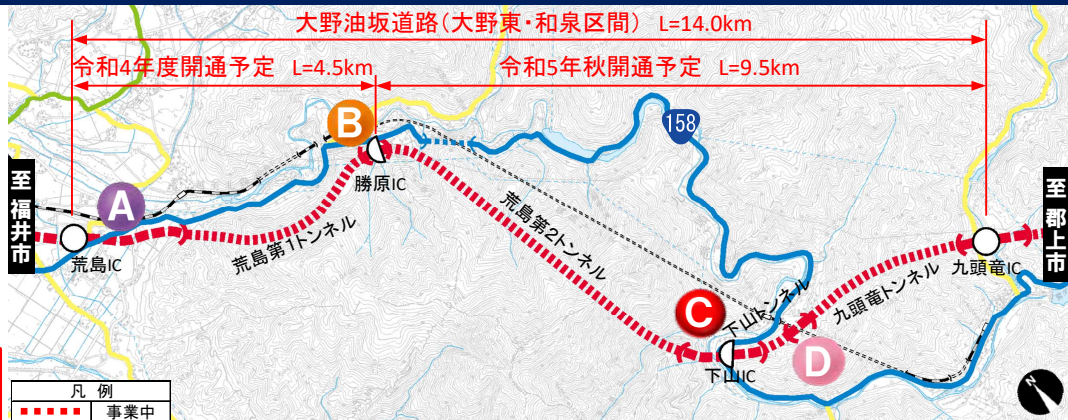 大野油坂道路(大野東・和泉区間) L=14.0km
令和4年度開通予定 L=4.5km
令和5年秋開通予定 L=9.5km
158
B
勝原IC
A
至 福井市
荒島IC
荒島第1トンネル
荒島第2トンネル
至 郡上市
九頭竜IC
九頭竜トンネル
C
下山トンネル
D
下山IC
凡 例
事業中
N